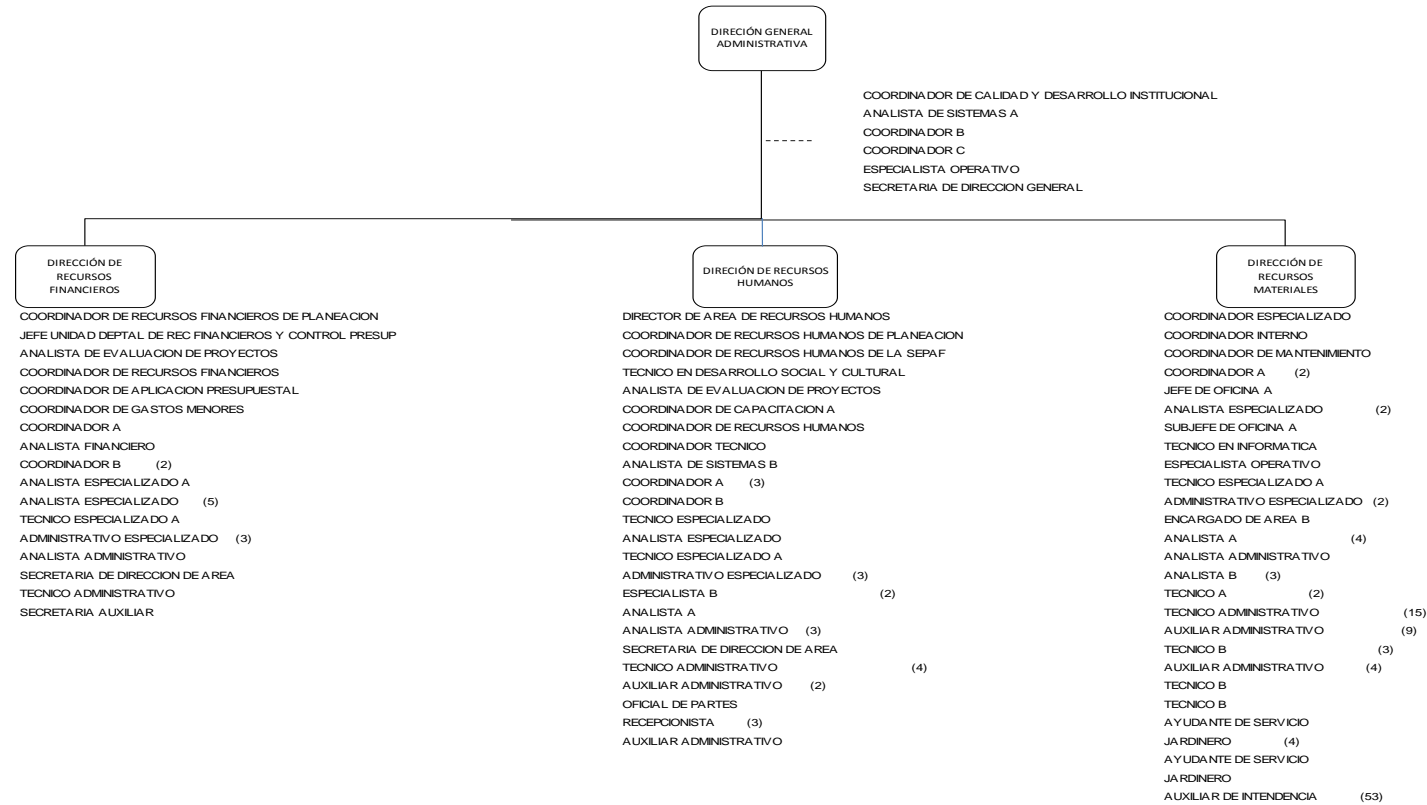 DIRECIÓN GENERAL
ADMINISTRATIVA
COORDINADOR DE CALIDAD Y DESARROLLO INSTITUCIONAL
ANALISTA DE SISTEMAS A
COORDINADOR B
COORDINADOR C
ESPECIALISTA OPERATIVO
SECRETARIA DE DIRECCION GENERAL
DIRECCIÓN DE
RECURSOS
FINANCIEROS
COORDINADOR DE RECURSOS FINANCIEROS DE PLANEACION
JEFE UNIDAD DEPTAL DE REC FINANCIEROS Y CONTROL PRESUP
ANALISTA DE EVALUACION DE PROYECTOS
COORDINADOR DE RECURSOS FINANCIEROS
COORDINADOR DE APLICACION PRESUPUESTAL
COORDINADOR DE GASTOS MENORES
COORDINADOR A
ANALISTA FINANCIERO
COORDINADOR B (2)
ANALISTA ESPECIALIZADO A
ANALISTA ESPECIALIZADO (5)
TECNICO ESPECIALIZADO A
ADMINISTRATIVO ESPECIALIZADO (3)
ANALISTA ADMINISTRATIVO
SECRETARIA DE DIRECCION DE AREA
TECNICO ADMINISTRATIVO
SECRETARIA AUXILIAR
DIRECIÓN DE RECURSOS
HUMANOS
DIRECTOR DE AREA DE RECURSOS HUMANOS
COORDINADOR DE RECURSOS HUMANOS DE PLANEACION
COORDINADOR DE RECURSOS HUMANOS DE LA SEPAF
TECNICO EN DESARROLLO SOCIAL Y CULTURAL
ANALISTA DE EVALUACION DE PROYECTOS
COORDINADOR DE CAPACITACION A
COORDINADOR DE RECURSOS HUMANOS
COORDINADOR TECNICO
ANALISTA DE SISTEMAS B
COORDINADOR A (3)
COORDINADOR B
TECNICO ESPECIALIZADO
ANALISTA ESPECIALIZADO
TECNICO ESPECIALIZADO A
ADMINISTRATIVO ESPECIALIZADO (3)
ESPECIALISTA B (2)
ANALISTA A
ANALISTA ADMINISTRATIVO (3)
SECRETARIA DE DIRECCION DE AREA
TECNICO ADMINISTRATIVO (4)
AUXILIAR ADMINISTRATIVO (2)
OFICIAL DE PARTES
RECEPCIONISTA (3)
AUXILIAR ADMINISTRATIVO
DIRECCIÓN DE
RECURSOS
MATERIALES
COORDINADOR ESPECIALIZADO
COORDINADOR INTERNO
COORDINADOR DE MANTENIMIENTO
COORDINADOR A (2)
JEFE DE OFICINA A
ANALISTA ESPECIALIZADO (2)
SUBJEFE DE OFICINA A
TECNICO EN INFORMATICA
ESPECIALISTA OPERATIVO
TECNICO ESPECIALIZADO A
ADMINISTRATIVO ESPECIALIZADO (2)
ENCARGADO DE AREA B
ANALISTA A (4)
ANALISTA ADMINISTRATIVO
ANALISTA B (3)
TECNICO A (2)
TECNICO ADMINISTRATIVO (15)
AUXILIAR ADMINISTRATIVO (9)
TECNICO B (3)
AUXILIAR ADMINISTRATIVO (4)
TECNICO B
TECNICO B
AYUDANTE DE SERVICIO
JARDINERO (4)
AYUDANTE DE SERVICIO
JARDINERO
AUXILIAR DE INTENDENCIA (53)